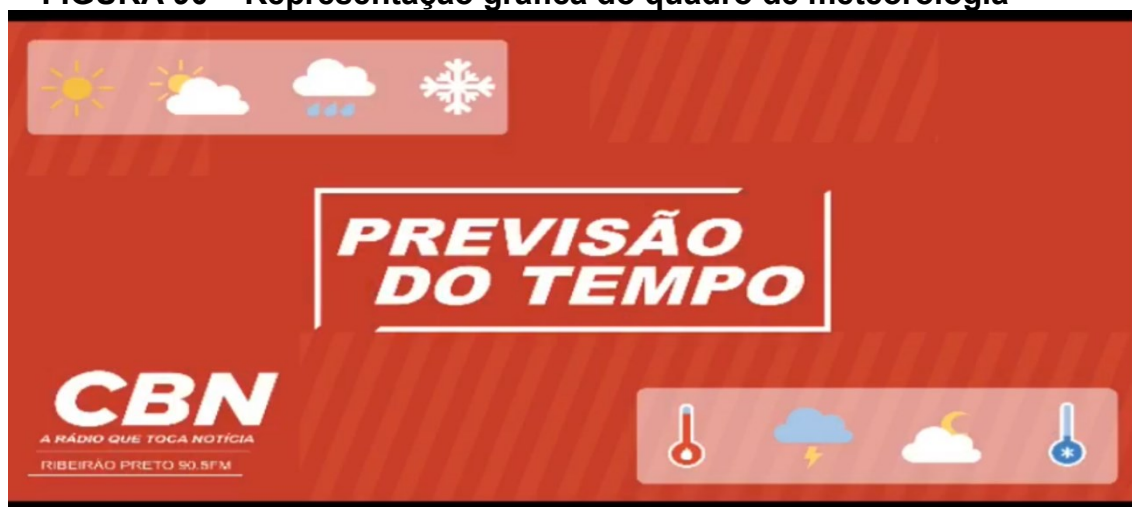 Representação gráfica do quadro de meteorologia
PREVISÃO
DO TEMPO
CBN
A RÁDIO QUE TOCA NOTÍCIA
RIBEIRÃO PRETO 90.5FM